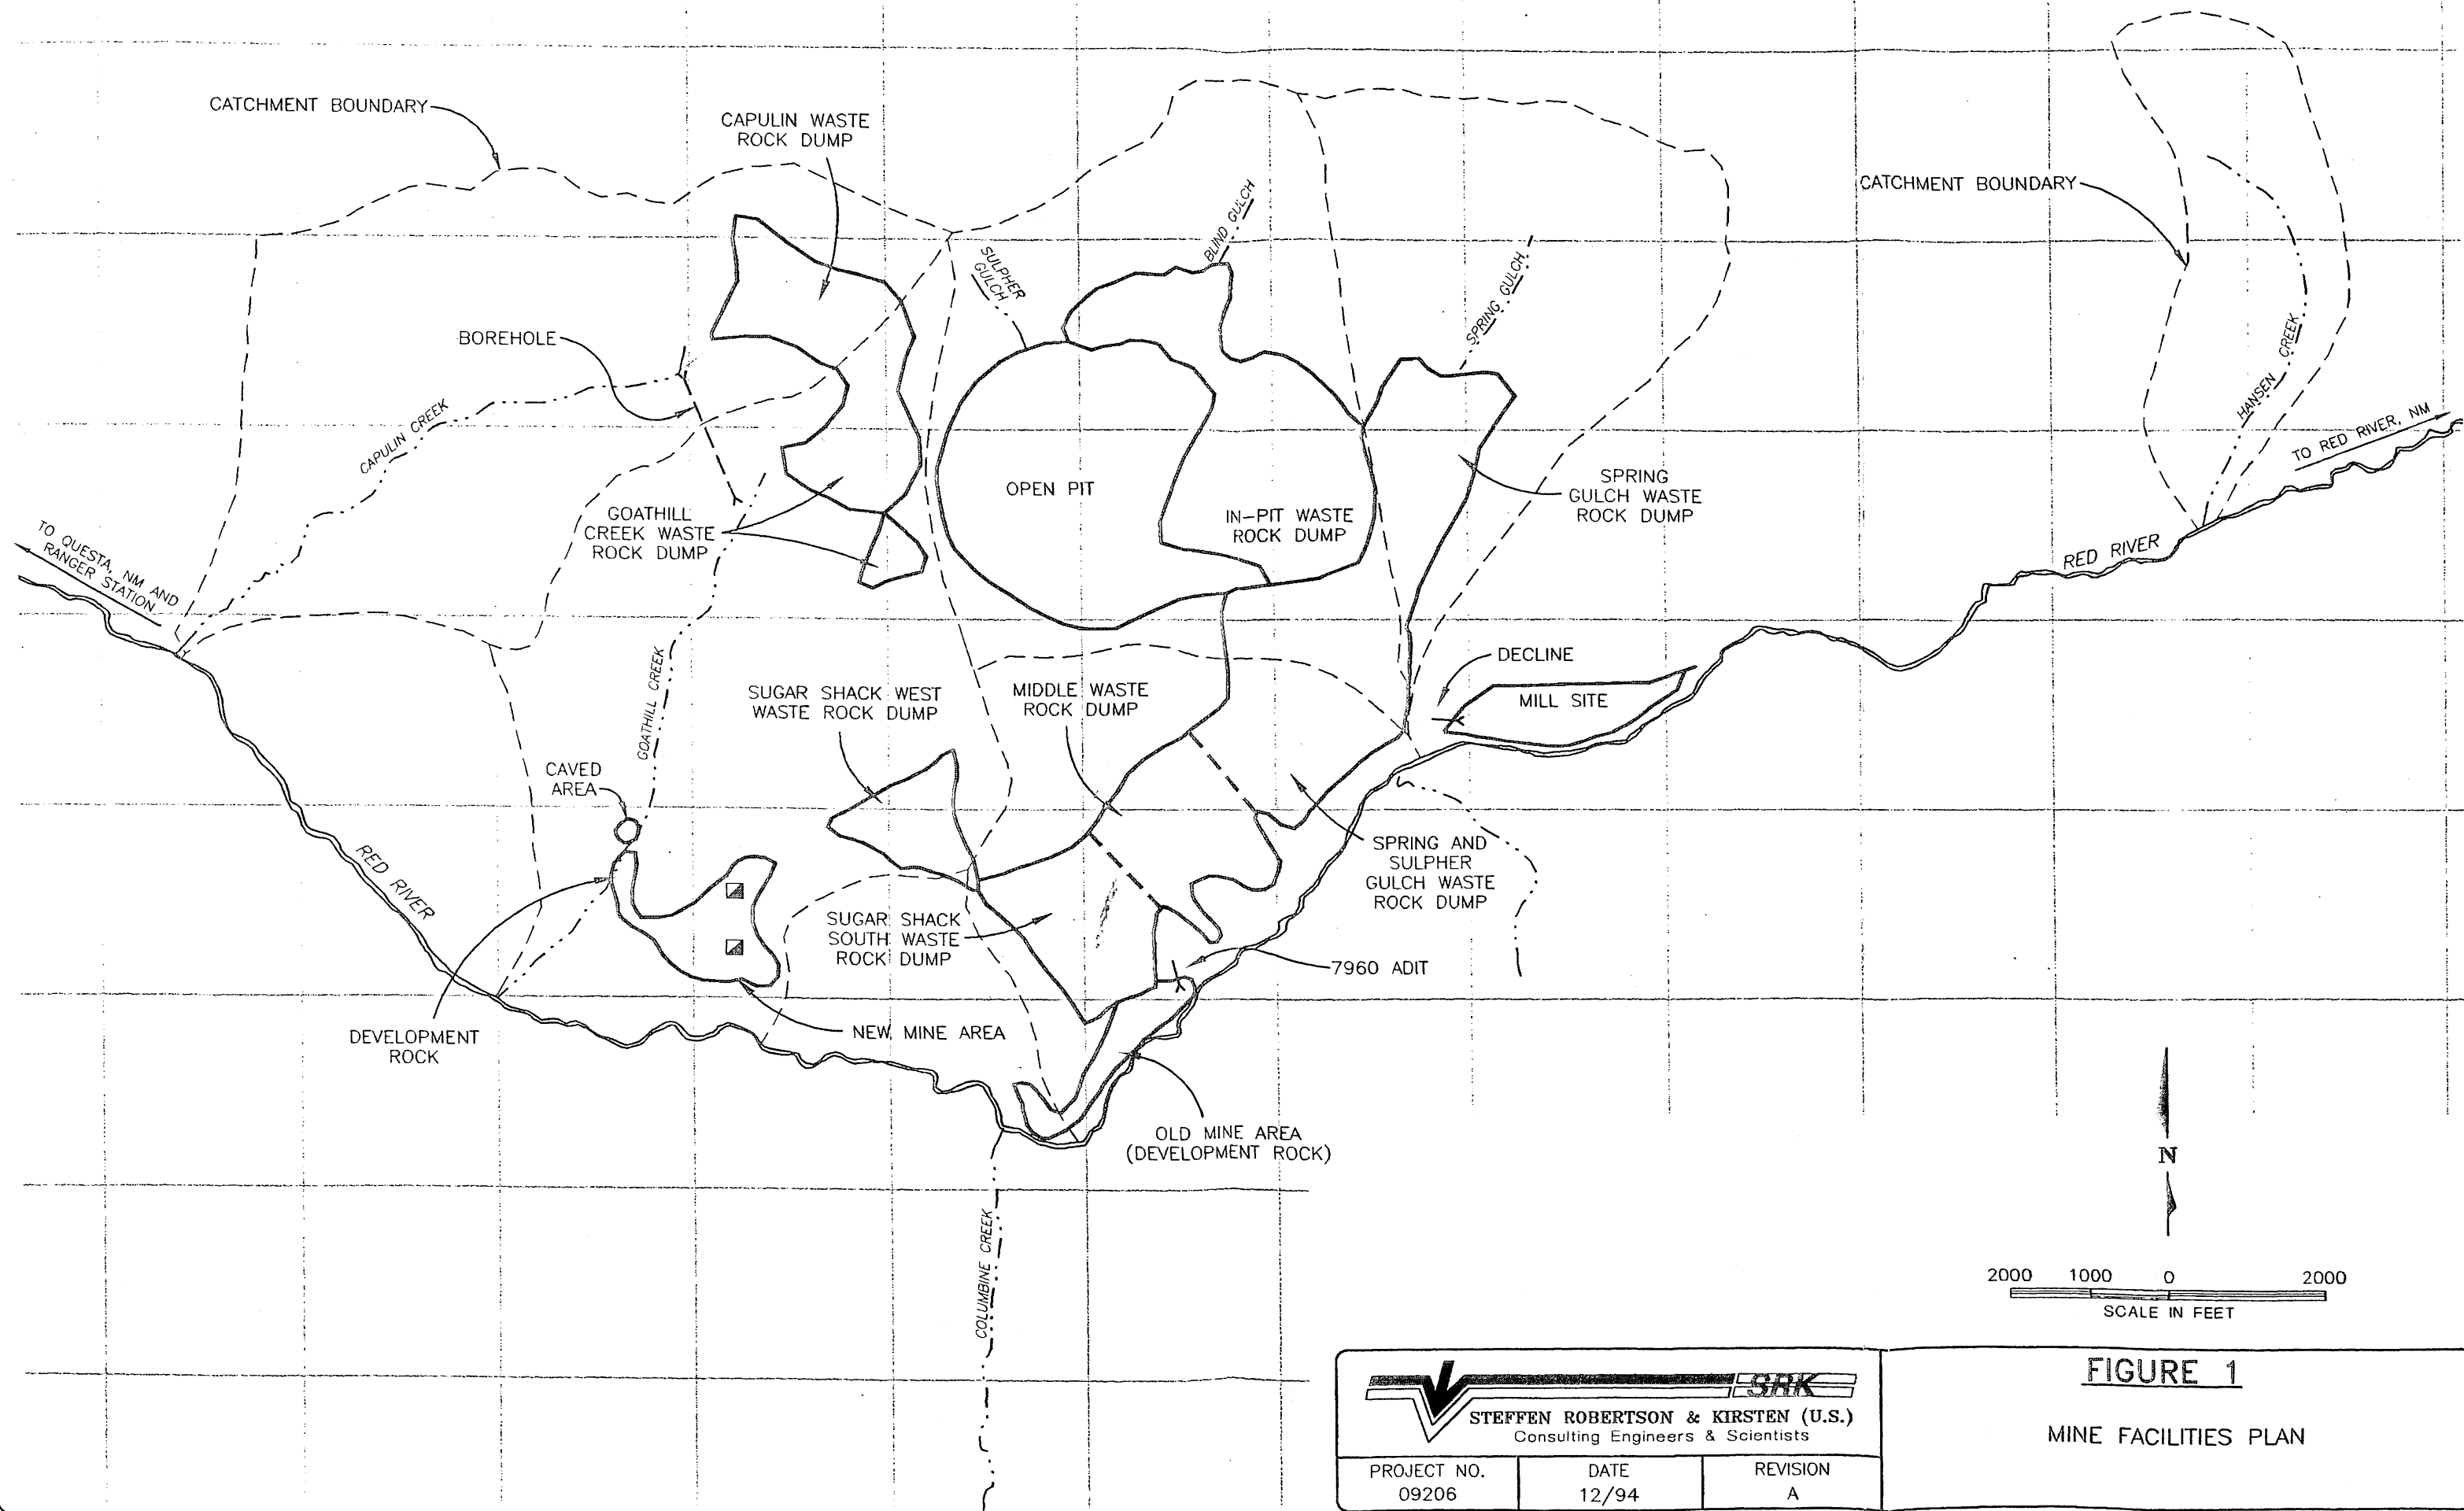 CATCHMENT BOUNDARY
CAPULIN WASTE
ROCK DUMP
CATCHMENT BOUNDARY
BLIND GULCH
SULPHER
GULCH
SPRING GULCH
BOREHOLE
HANSEN CREEK
CAPULIN CREEK
TO RED RIVER, NM
OPEN PIT
SPRING
GULCH WASTE
ROCK DUMP
GOATHILL
CREEK WASTE
ROCK DUMP
IN-PIT WASTE
ROCK DUMP
TO QUESTA, NM AND
RANGER STATION
RED RIVER
GOATHILL CREEK
DECLINE
SUGAR SHACK WEST
WASTE ROCK DUMP
MIDDLE WASTE
ROCK DUMP
MILL SITE
CAVED
AREA
RED RIVER
SPRING AND
SULPHER
GULCH WASTE
ROCK DUMP
SUGAR SHACK
SOUTH WASTE
ROCK DUMP
7960 ADIT
DEVELOPMENT
ROCK
NEW MINE AREA
OLD MINE AREA
(DEVELOPMENT ROCK)
N
COLUMBINE CREEK
2000 1000 0 2000
SCALE IN FEET
SRK
STEFFEN ROBERTSON & KIRSTEN (U.S.)
Consulting Engineers & Scientists
PROJECT NO.
09206
DATE
12/94
REVISION
A
FIGURE 1
MINE FACILITIES PLAN